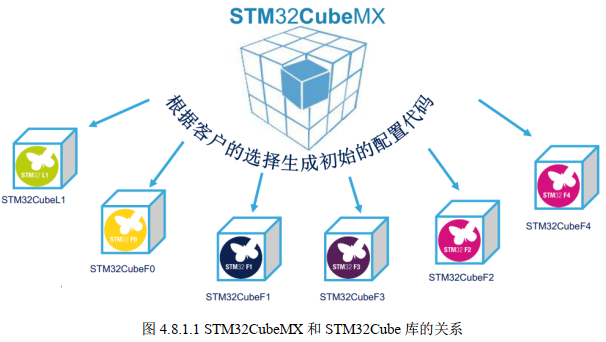 STM32CubeMX
根据客户的选择生成初始的配置代码
STM32 L1
STM32CubeL1
STM32 F0
STM32CubeF0
STM32 F1
STM32CubeF1
STM32 F3
STM32CubeF3
STM32 F2
STM32CubeF2
STM32 F4
STM32CubeF4
图 4.8.1.1 STM32CubeMX 和 STM32Cube 库的关系